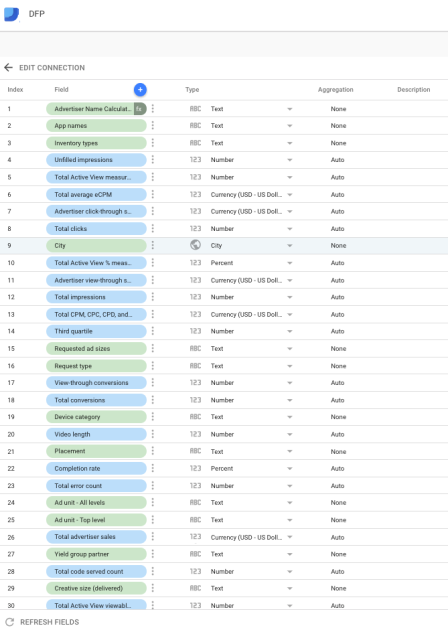 DFP
EDIT CONNECTION
Index Field Type Aggregation Description
1 Advertiser Name Calculat... fx ABC Text None
2 App names ABC Text None
3 Inventory types ABC Text None
4 Unfilled impressions 123 Number Auto
5 Total Active View measur... 123 Number Auto
6 Total average eCPM 123 Currency (USD - US Doll... Auto
7 Advertiser click-through s... 123 Currency (USD - US Doll... Auto
8 Total clicks 123 Number Auto
9 City City None
10 Total Active View % meas... 123 Percent Auto
11 Advertiser view-through s... 123 Currency (USD - US Doll... Auto
12 Total impressions 123 Number Auto
13 Total CPM, CPC, CPD, and... 123 Currency (USD - US Doll... Auto
14 Third quartile 123 Number Auto
15 Requested ad sizes ABC Text None
16 Request type ABC Text None
17 View-through conversions 123 Number Auto
18 Total conversions 123 Number Auto
19 Device category ABC Text None
20 Video length 123 Number Auto
21 Placement ABC Text None
22 Completion rate 123 Percent Auto
23 Total error count 123 Number Auto
24 Ad unit - All levels ABC Text None
25 Ad unit - Top level ABC Text None
26 Total advertiser sales 123 Currency (USD - US Doll... Auto
27 Yield group partner ABC Text None
28 Total code served count 123 Number Auto
29 Creative size (delivered) ABC Text None
30 Total Active View viewabl... 123 Number Auto
REFRESH FIELDS